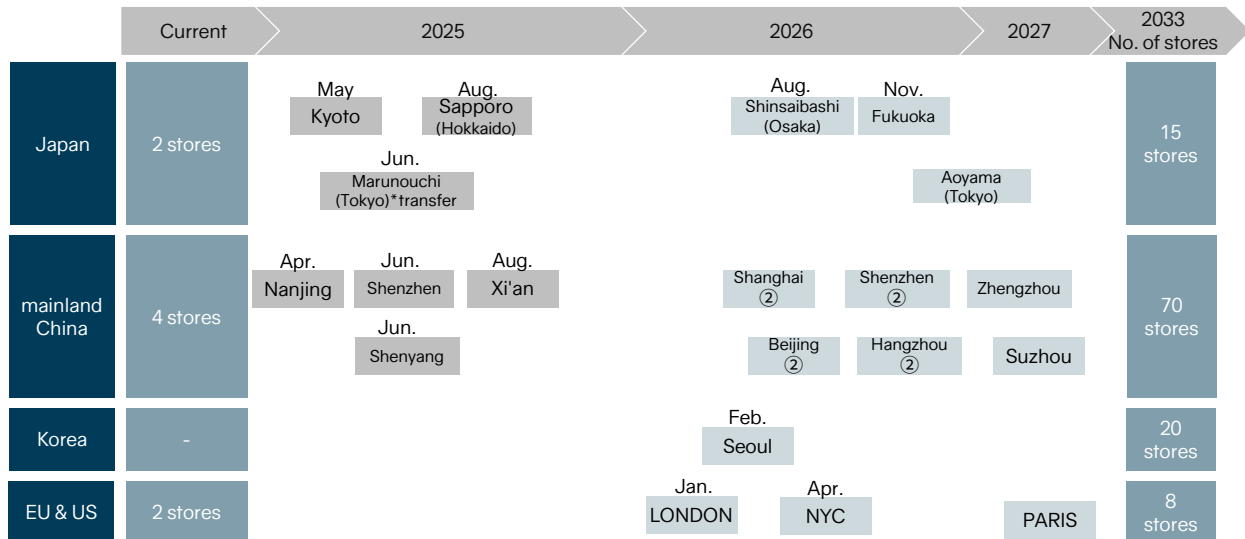 Current
2025
2026
2027
2033
No. of stores
Japan
2 stores
May
Kyoto
Aug.
Sapporo
(Hokkaido)
Jun.
Marunouchi
(Tokyo)*transfer
Aug.
Shinsaibashi
(Osaka)
Nov.
Fukuoka
Aoyama
(Tokyo)
15
stores
mainland
China
4 stores
Apr.
Nanjing
Jun.
Shenzhen
Aug.
Xi'an
Jun.
Shenyang
Shanghai
②
Shenzhen
②
Zhengzhou
Beijing
②
Hangzhou
②
Suzhou
70
stores
Korea
-
Feb.
Seoul
20
stores
EU & US
2 stores
Jan.
LONDON
Apr.
NYC
PARIS
8
stores